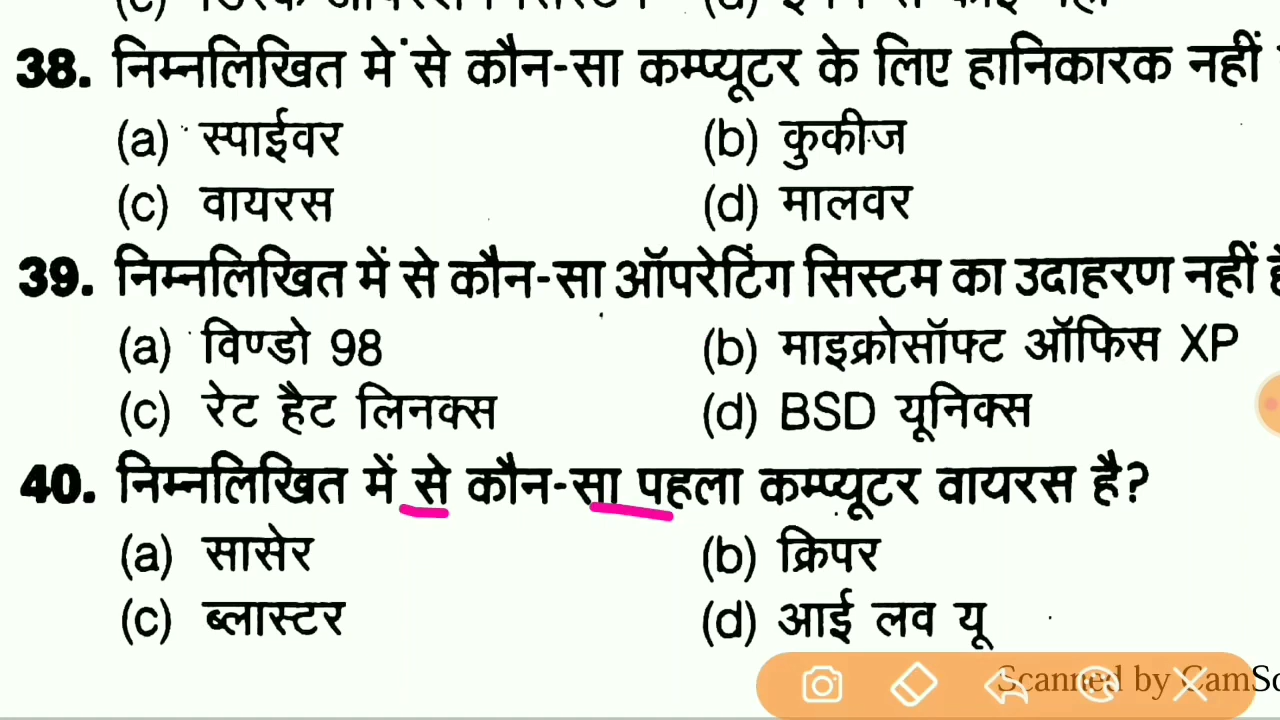 38. निम्नलिखित मे से कौन-सा कम्प्यूटर के लिए हानिकारक नहीं
(a) स्पाईवर (b) कुकीज
(c) वायरस (d) मालवर
39. निम्नलिखित में से कौन-सा ऑपरेटिंग सिस्टम का उदाहरण नहीं
(a) विण्डो 98 (b) माइक्रोसॉफ्ट ऑफिस XP
(c) रेट हैट लिनक्स (d) BSD यूनिक्स
40. निम्नलिखित में से कौन-सा पहला कम्प्यूटर वायरस है?
(a) सासेर (b) क्रिपर
(c) ब्लास्टर (d) आई लव यू
Scanned by